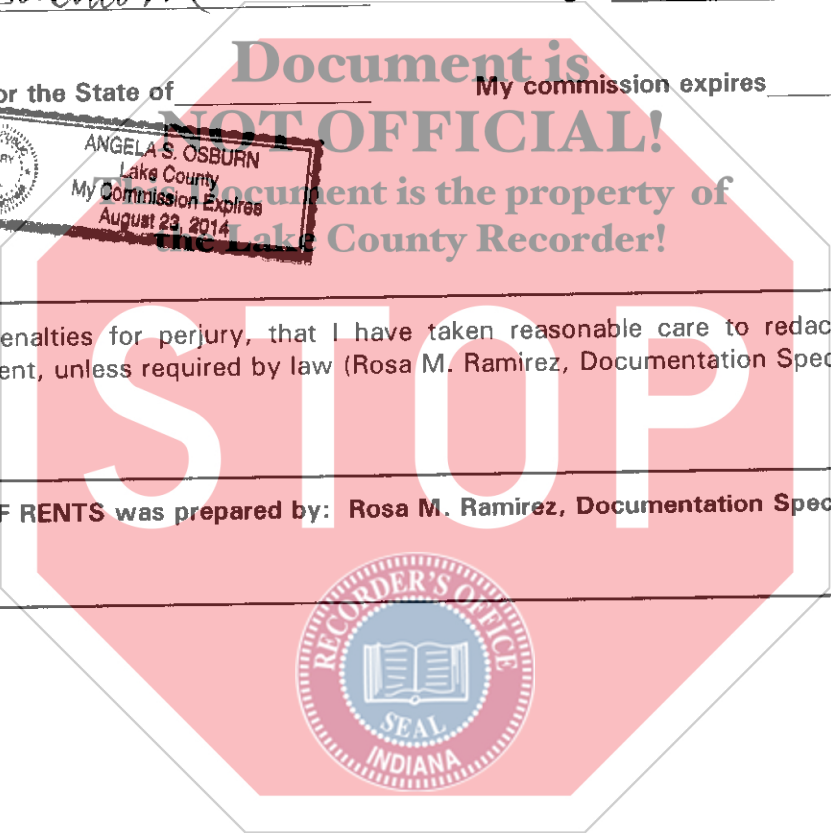 Document is
or the State of My commission expires
NOT OFFICIAL!
ANGELA S. OSBURN
Lake County
My Commission Expires
August 23, 2014
This Document is the property of
the Lake County Recorder!
STOP
enalties for perjury, that I have taken reasonable care to redac
ent, unless required by law (Rosa M. Ramirez, Documentation Spec
F RENTS was prepared by: Rosa M. Ramirez, Documentation Spec
RECORDER'S OFFICE
SEAL
INDIANA